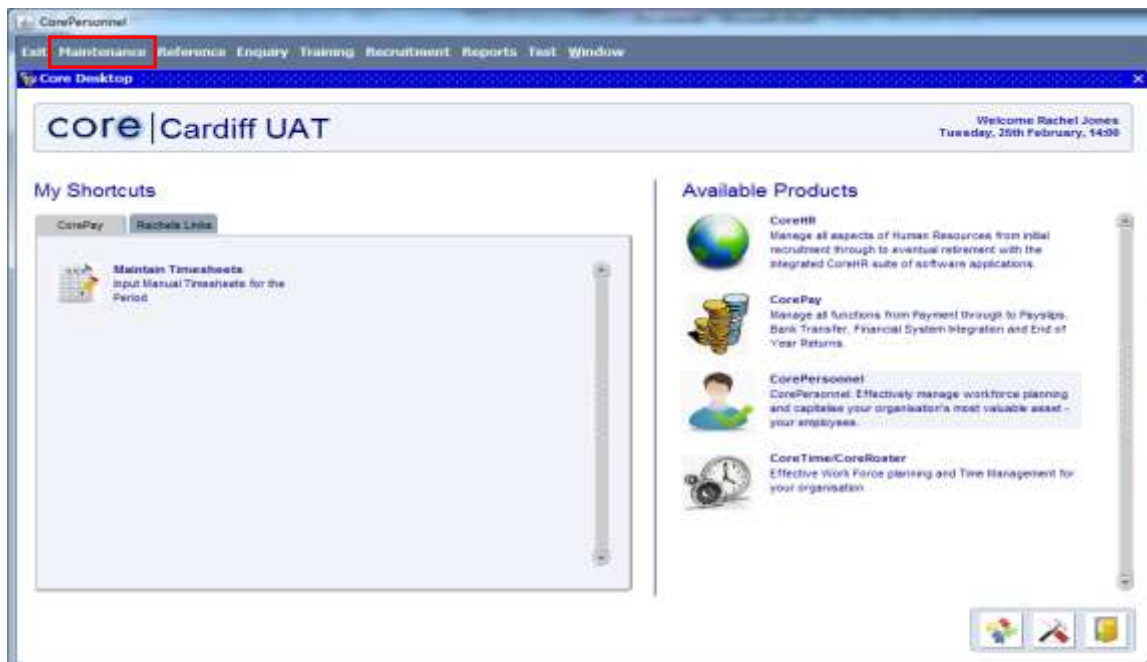 CorePersonnel
Exit Maintenance Reference Enquiry Training Recruitment Reports Test Window
Core Desktop
core | Cardiff UAT
Welcome Rachel Jones
Tuesday, 25th February, 14:00
My Shortcuts
CorePay Rachels Links
Maintain Timesheets
Input Manual Timesheets for the
Period
Available Products
CoreHR
Manage all aspects of Human Resources from initial
recruitment through to eventual retirement with the
integrated CoreHR suite of software applications.
CorePay
Manage all functions from Payment through to Payslips,
Bank Transfer, Financial System Integration and End of
Year Returns.
CorePersonnel
CorePersonnel: Effectively manage workforce planning
and capitalise your organisation's most valuable asset -
your employees.
CoreTime/CoreRoster
Effective Work Force planning and Time Management for
your organisation